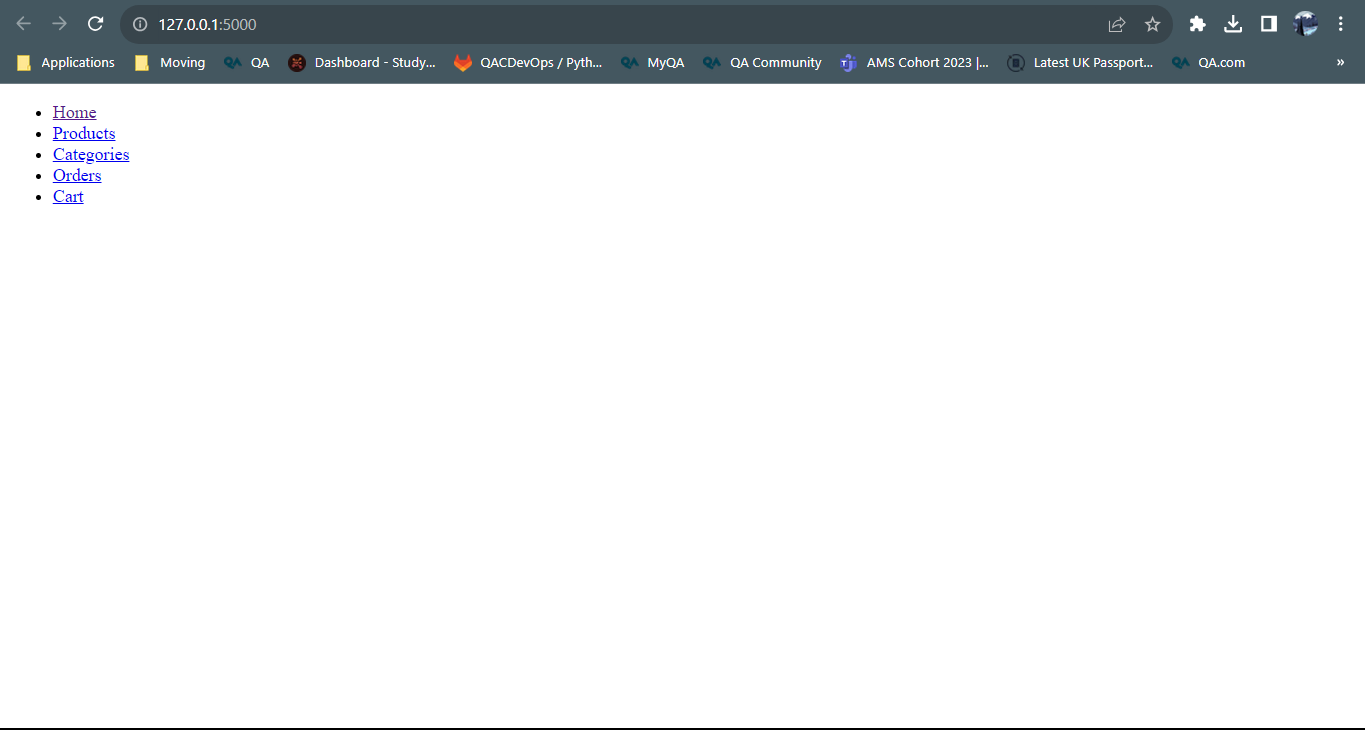 127.0.0.1:5000
Applications Moving QA Dashboard - Study... QACDevOps / Pyth... MyQA QA Community AMS Cohort 2023 |... Latest UK Passport... QA.com »
Home
Products
Categories
Orders
Cart